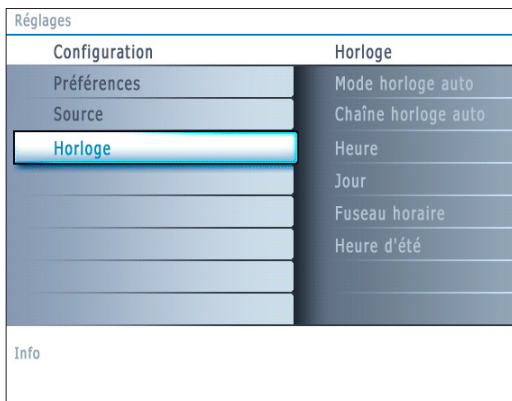 Réglages
Configuration
Horloge
Préférences
Mode horloge auto
Source
Chaîne horloge auto
Horloge
Heure
Jour
Fuseau horaire
Heure d'été
Info